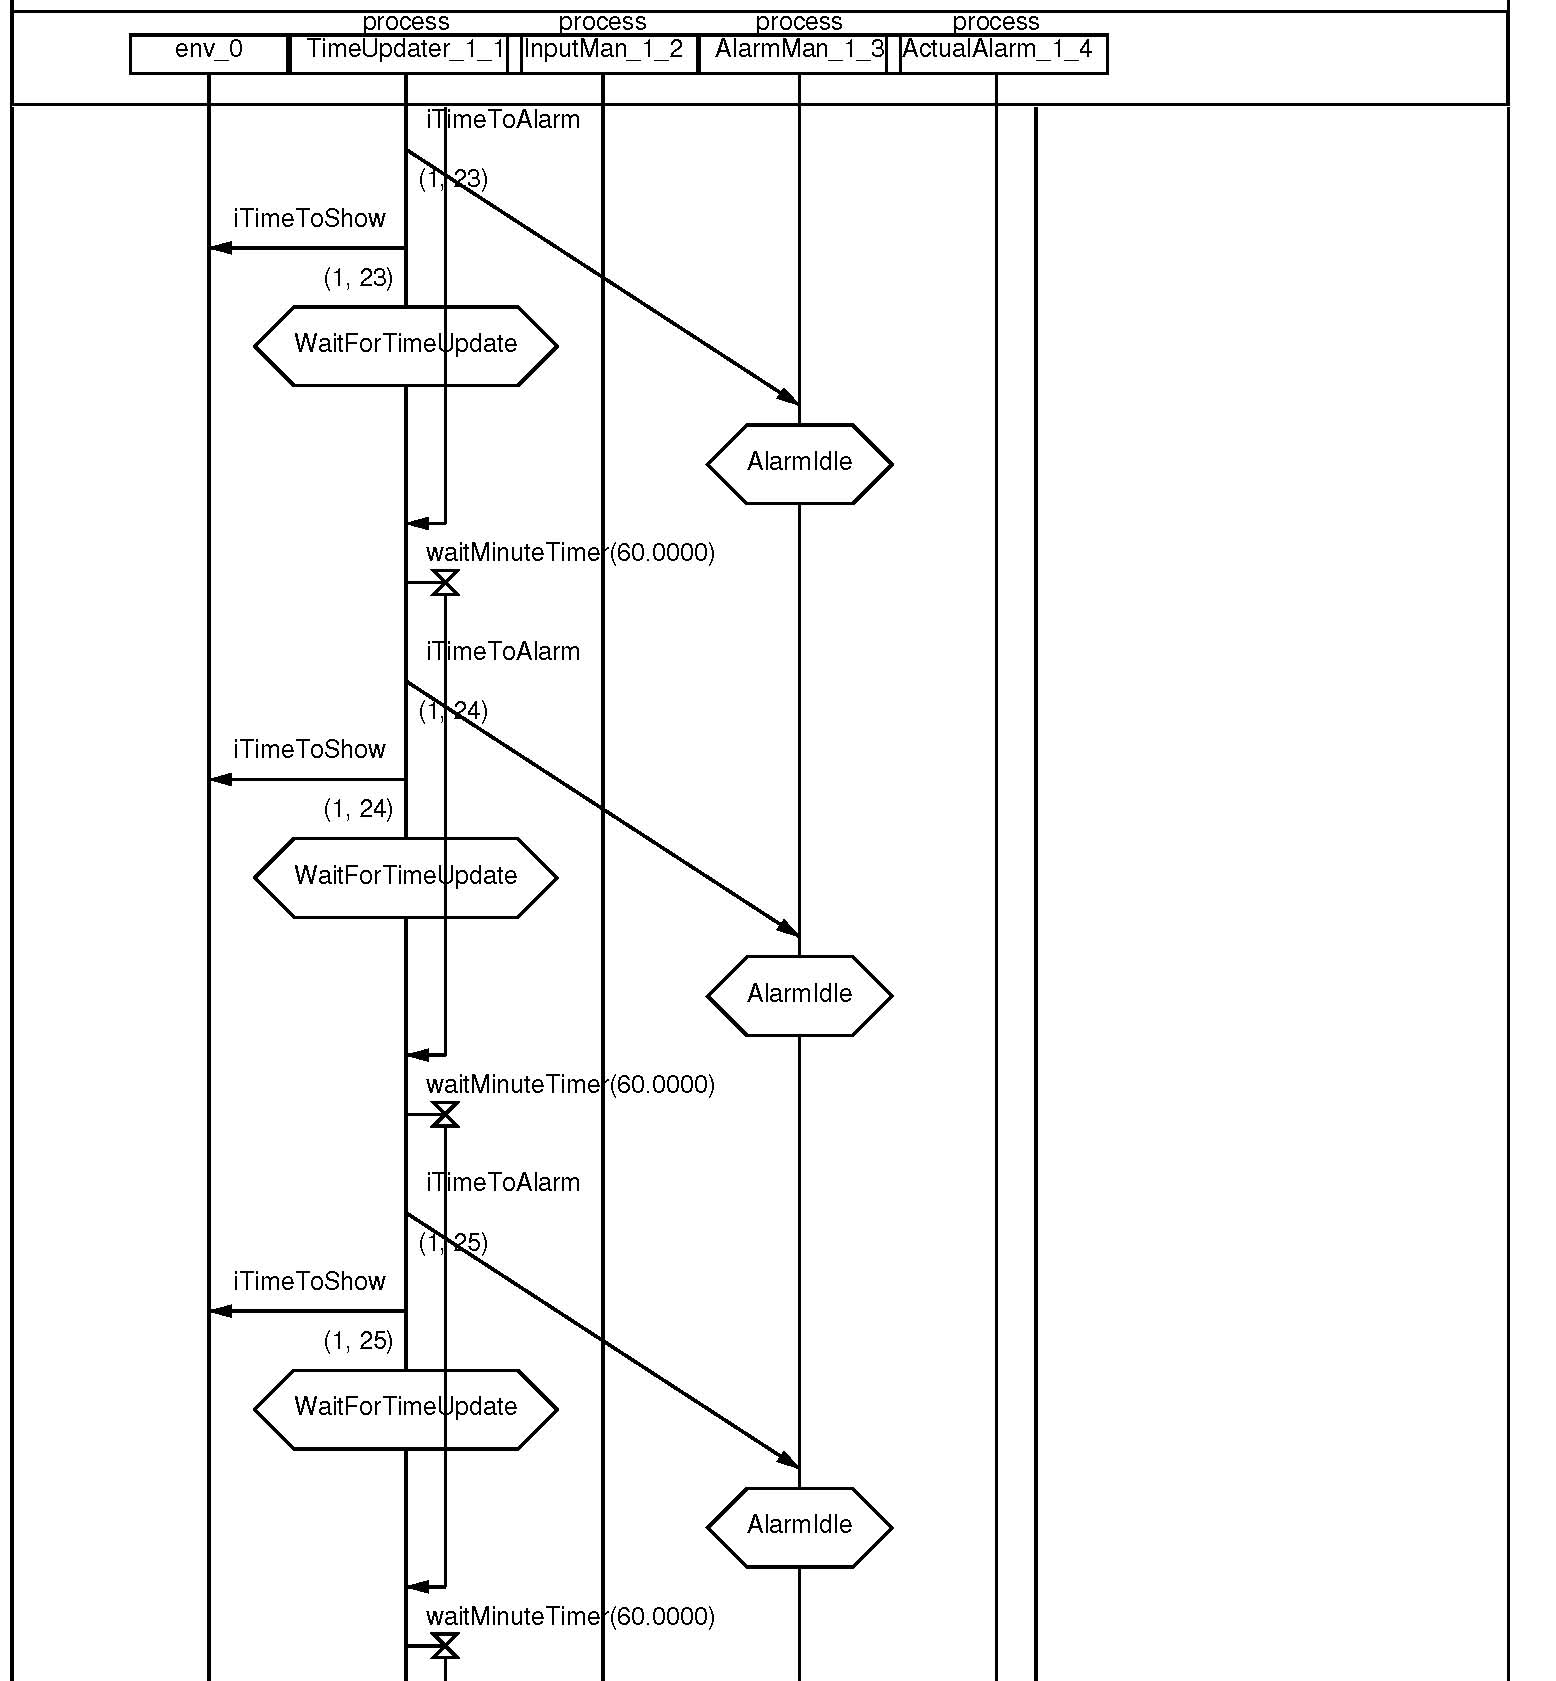 process process process process
env_0 TimeUpdater_1_1 InputMan_1_2 AlarmMan_1_3 ActualAlarm_1_4
iTimeToAlarm
(1, 23)
iTimeToShow
(1, 23)
WaitForTimeUpdate
AlarmIdle
waitMinuteTimer(60.0000)
iTimeToAlarm
(1, 24)
iTimeToShow
(1, 24)
WaitForTimeUpdate
AlarmIdle
waitMinuteTimer(60.0000)
iTimeToAlarm
(1, 25)
iTimeToShow
(1, 25)
WaitForTimeUpdate
AlarmIdle
waitMinuteTimer(60.0000)